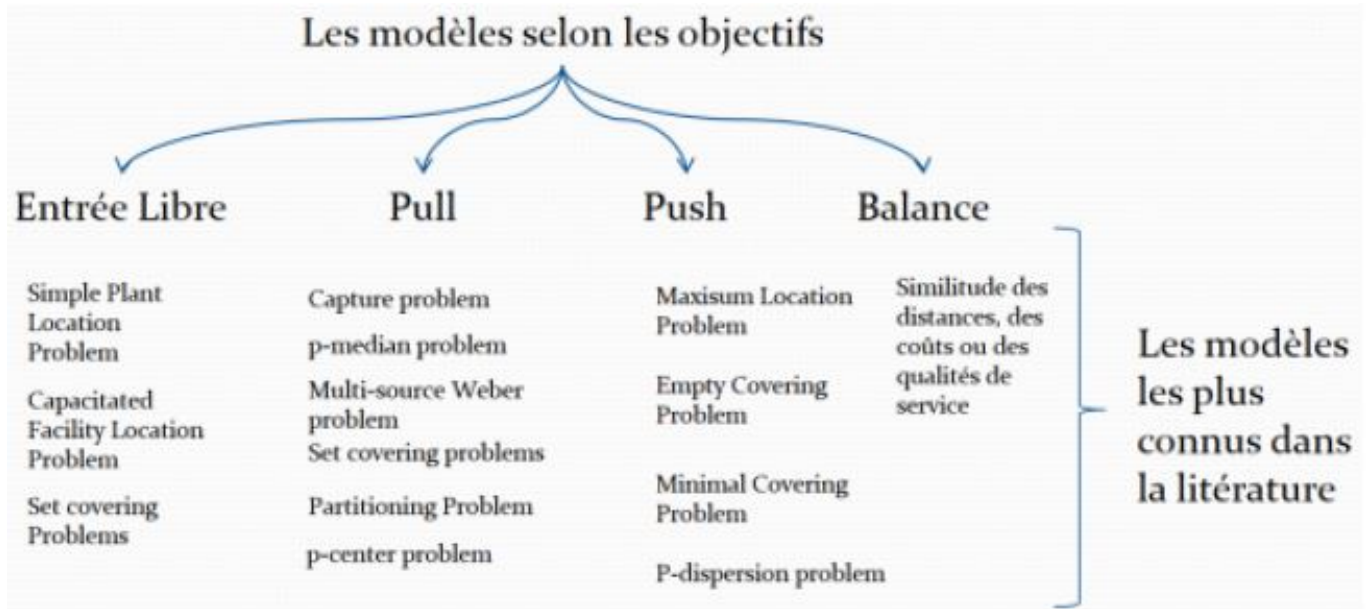 Les modèles selon les objectifs
Entrée Libre
Pull
Push
Balance
Simple Plant
Location
Problem
Capacitated
Facility Location
Problem
Set covering
Problems
Capture problem
p-median problem
Multi-source Weber
problem
Set covering problems
Partitioning Problem
p-center problem
Maxisum Location
Problem
Empty Covering
Problem
Minimal Covering
Problem
P-dispersion problem
Similitude des
distances, des
coûts ou des
qualités de
service
Les modèles
les plus
connus dans
la litérature